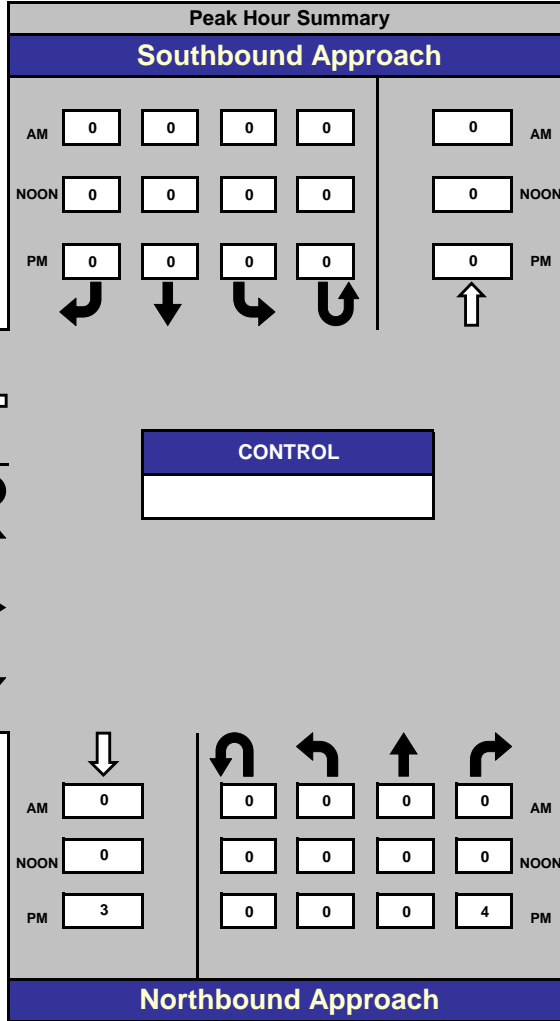 Peak Hour Summary
Southbound Approach
AM 0 0 0 0 0 AM
NOON 0 0 0 0 0 NOON
PM 0 0 0 0 0 PM
CONTROL
AM 0 0 0 0 0 AM
NOON 0 0 0 0 0 NOON
PM 3 0 0 0 4 PM
Northbound Approach